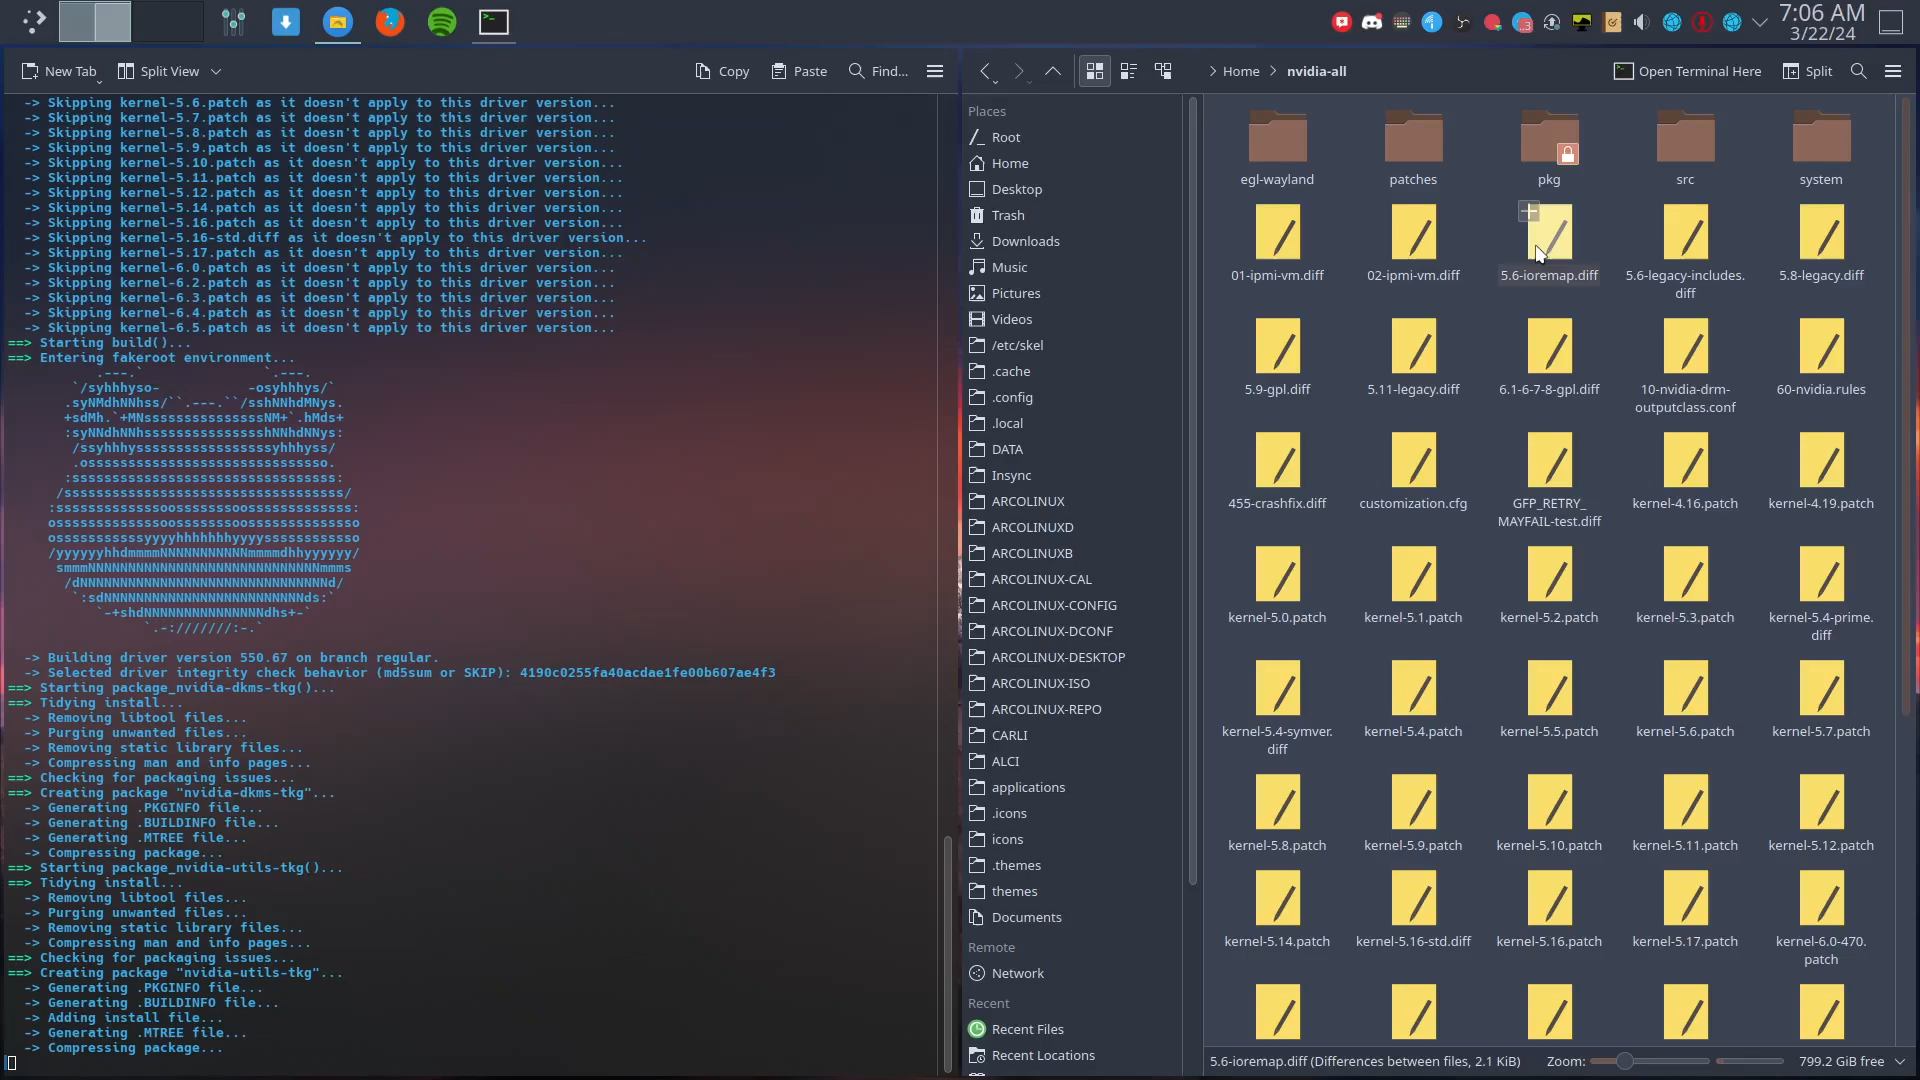 7:06 AM
3/22/24
New Tab
Split View
Copy
Paste
Find...
-> Skipping kernel-5.6.patch as it doesn't apply to this driver version...
-> Skipping kernel-5.7.patch as it doesn't apply to this driver version...
-> Skipping kernel-5.8.patch as it doesn't apply to this driver version...
-> Skipping kernel-5.9.patch as it doesn't apply to this driver version...
-> Skipping kernel-5.10.patch as it doesn't apply to this driver version...
-> Skipping kernel-5.11.patch as it doesn't apply to this driver version...
-> Skipping kernel-5.12.patch as it doesn't apply to this driver version...
-> Skipping kernel-5.14.patch as it doesn't apply to this driver version...
-> Skipping kernel-5.16.patch as it doesn't apply to this driver version...
-> Skipping kernel-5.16-std.diff as it doesn't apply to this driver version...
-> Skipping kernel-5.17.patch as it doesn't apply to this driver version...
-> Skipping kernel-6.0.patch as it doesn't apply to this driver version...
-> Skipping kernel-6.2.patch as it doesn't apply to this driver version...
-> Skipping kernel-6.3.patch as it doesn't apply to this driver version...
-> Skipping kernel-6.4.patch as it doesn't apply to this driver version...
-> Skipping kernel-6.5.patch as it doesn't apply to this driver version...
==> Starting build()...
==> Entering fakeroot environment...
-> Building driver version 550.67 on branch regular.
-> Selected driver integrity check behavior (md5sum or SKIP): 4190c0255fa40acdae1fe00b607ae4f3
==> Starting package_nvidia-dkms-tkg()...
==> Tidying install...
-> Removing libtool files...
-> Purging unwanted files...
-> Removing static library files...
-> Compressing man and info pages...
==> Checking for packaging issues...
==> Creating package "nvidia-dkms-tkg"...
-> Generating .PKGINFO file...
-> Generating .BUILDINFO file...
-> Generating .MTREE file...
-> Compressing package...
==> Starting package_nvidia-utils-tkg()...
==> Tidying install...
-> Removing libtool files...
-> Purging unwanted files...
-> Removing static library files...
-> Compressing man and info pages...
==> Checking for packaging issues...
==> Creating package "nvidia-utils-tkg"...
-> Generating .PKGINFO file...
-> Generating .BUILDINFO file...
-> Adding install file...
-> Generating .MTREE file...
-> Compressing package...
Home
nvidia-all
Open Terminal Here
Split
Places
Root
Home
Desktop
Trash
Downloads
Music
Pictures
Videos
/etc/skel
.cache
.config
.local
DATA
Insync
ARCOLINUX
ARCOLINUXD
ARCOLINUXB
ARCOLINUX-CAL
ARCOLINUX-CONFIG
ARCOLINUX-DCONF
ARCOLINUX-DESKTOP
ARCOLINUX-ISO
ARCOLINUX-REPO
CARLI
ALCI
applications
.icons
icons
.themes
themes
Documents
Remote
Network
Recent
Recent Files
Recent Locations
egl-wayland
patches
pkg
src
system
01-ipmi-vm.diff
02-ipmi-vm.diff
5.6-ioremap.diff
5.6-legacy-includes.
diff
5.8-legacy.diff
5.9-gpl.diff
5.11-legacy.diff
6.1-6-7-8-gpl.diff
10-nvidia-drm-
outputclass.conf
60-nvidia.rules
455-crashfix.diff
customization.cfg
GFP_RETRY_
MAYFAIL-test.diff
kernel-4.16.patch
kernel-4.19.patch
kernel-5.0.patch
kernel-5.1.patch
kernel-5.2.patch
kernel-5.3.patch
kernel-5.4-prime.
diff
kernel-5.4-symver.
diff
kernel-5.4.patch
kernel-5.5.patch
kernel-5.6.patch
kernel-5.7.patch
kernel-5.8.patch
kernel-5.9.patch
kernel-5.10.patch
kernel-5.11.patch
kernel-5.12.patch
kernel-5.14.patch
kernel-5.16-std.diff
kernel-5.16.patch
kernel-5.17.patch
kernel-6.0-470.
patch
5.6-ioremap.diff (Differences between files, 2.1 KiB)
Zoom:
799.2 GiB free